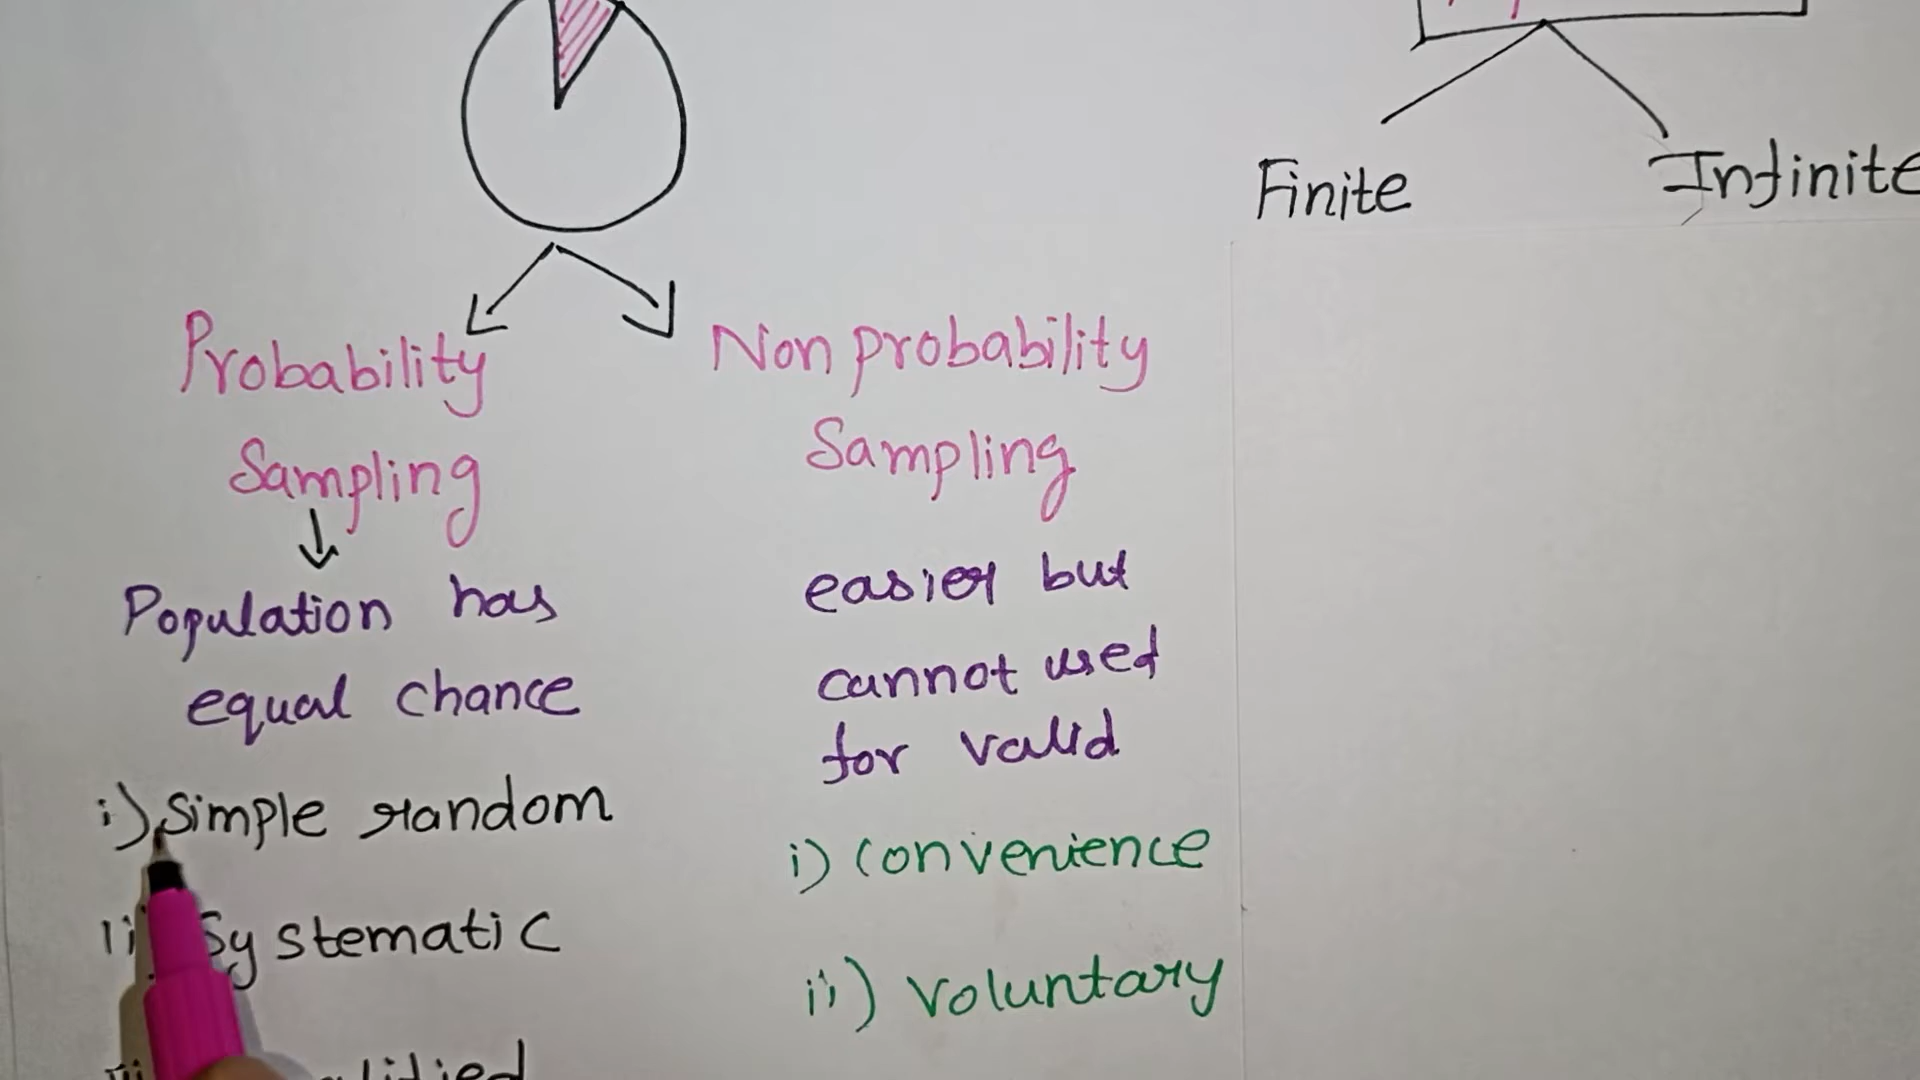 Finite
Infinite
Probability
Sampling
Population has
equal chance
i) Simple random
Systematic
Non probability
Sampling
easier but
cannot used
for valid
i) convenience
ii) voluntary